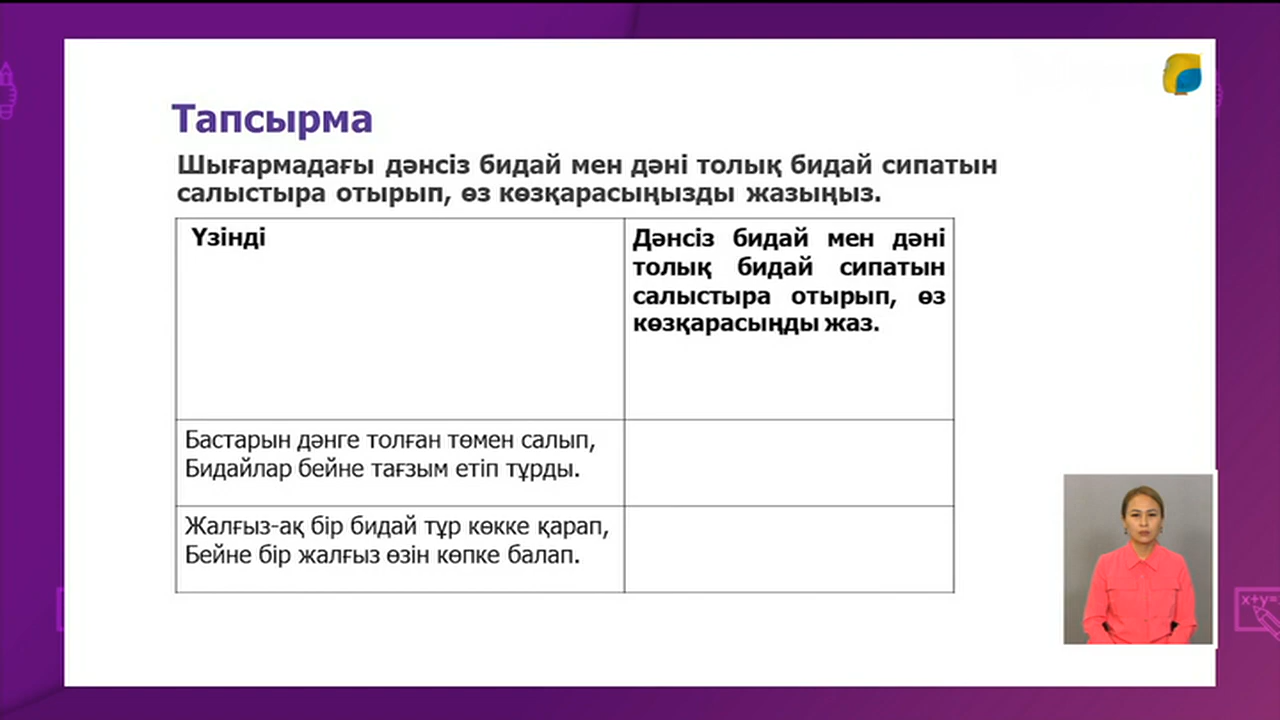 Тапсырма
Шығармадағы дәнсіз бидай мен дәні толық бидай сипатын
салыстыра отырып, өз көзқарасыңызды жазыңыз.
Үзінді
Дәнсіз бидай мен дәні
толық бидай сипатын
салыстыра отырып, өз
көзқарасыңды жаз.
Бастарын дәнге толған төмен салып,
Бидайлар бейне тағзым етіп тұрды.
Жалғыз-ақ бір бидай тұр көкке қарап,
Бейне бір жалғыз өзін көпке балап.
x+y=